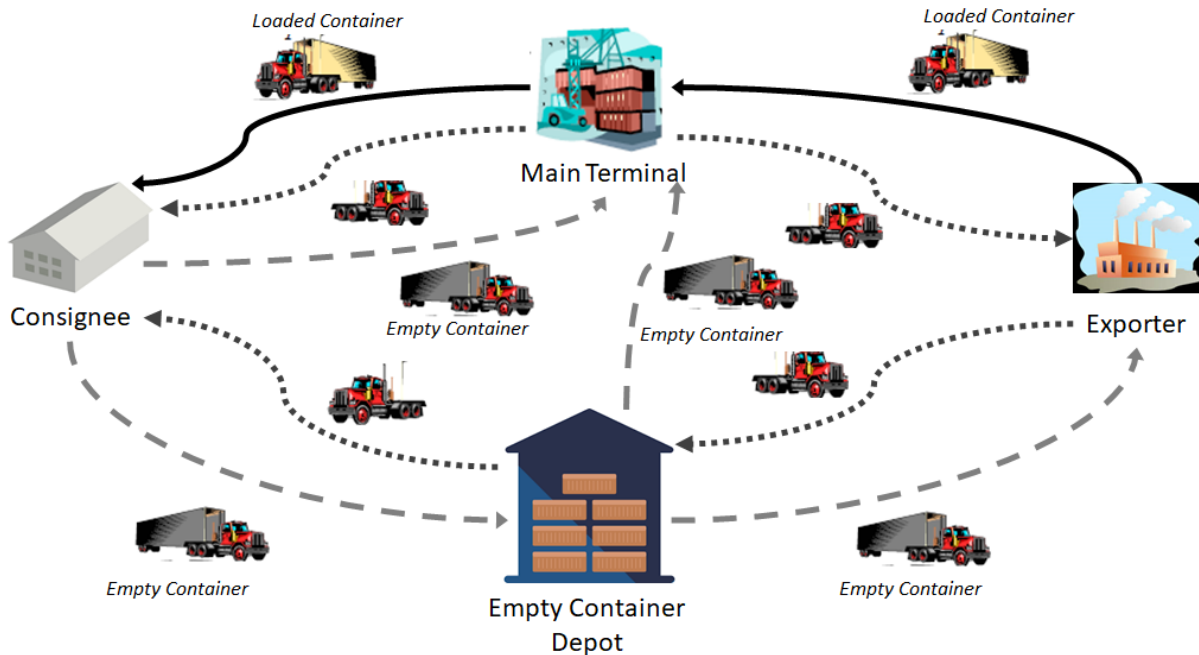 Loaded Container
Loaded Container
Main Terminal
Consignee
Exporter
Empty Container
Empty Container
Empty Container
Empty Container
Empty Container
Depot